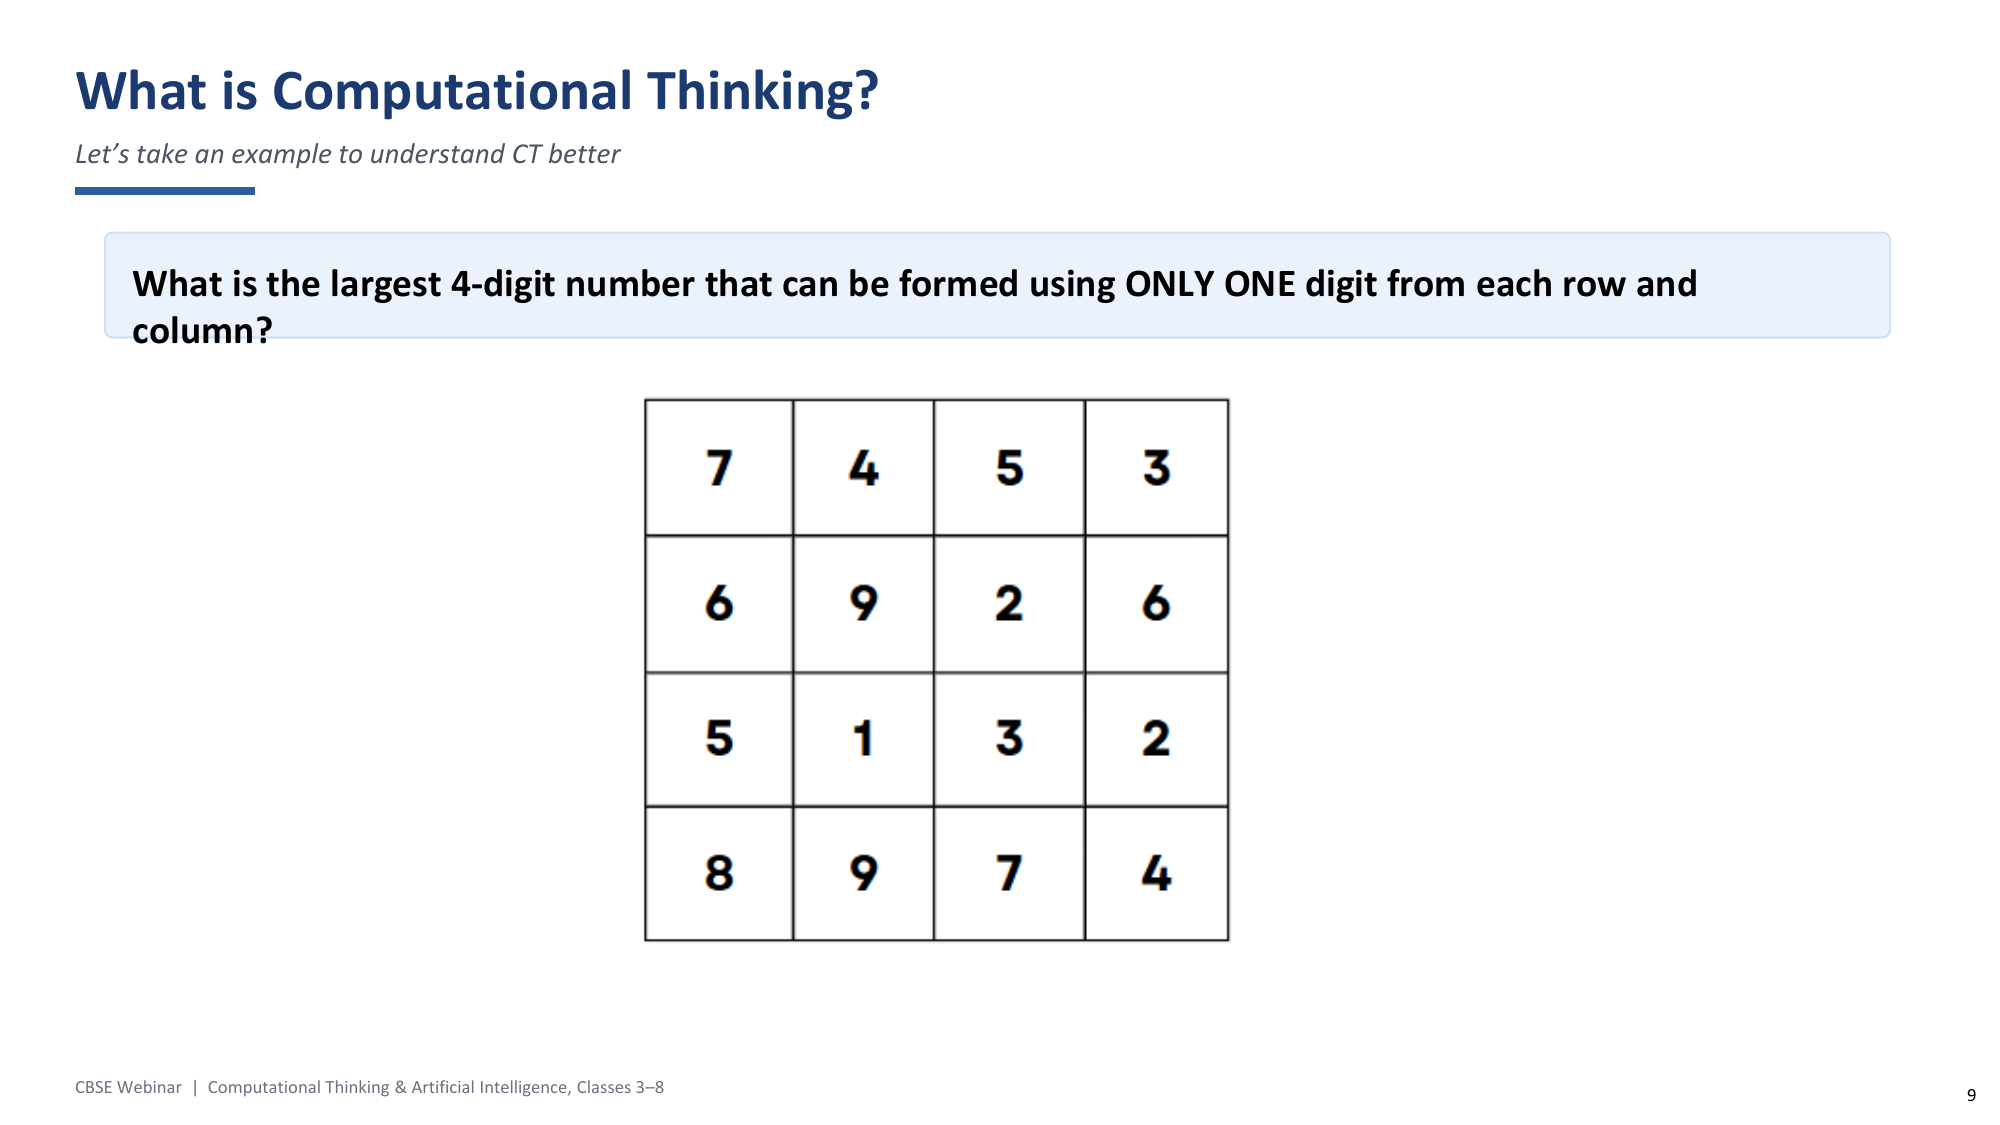 What is Computational Thinking?
Let’s take an example to understand CT better
What is the largest 4-digit number that can be formed using ONLY ONE digit from each row and
column?
7 4 5 3
6 9 2 6
5 1 3 2
8 9 7 4
CBSE Webinar | Computational Thinking & Artificial Intelligence, Classes 3–8
9